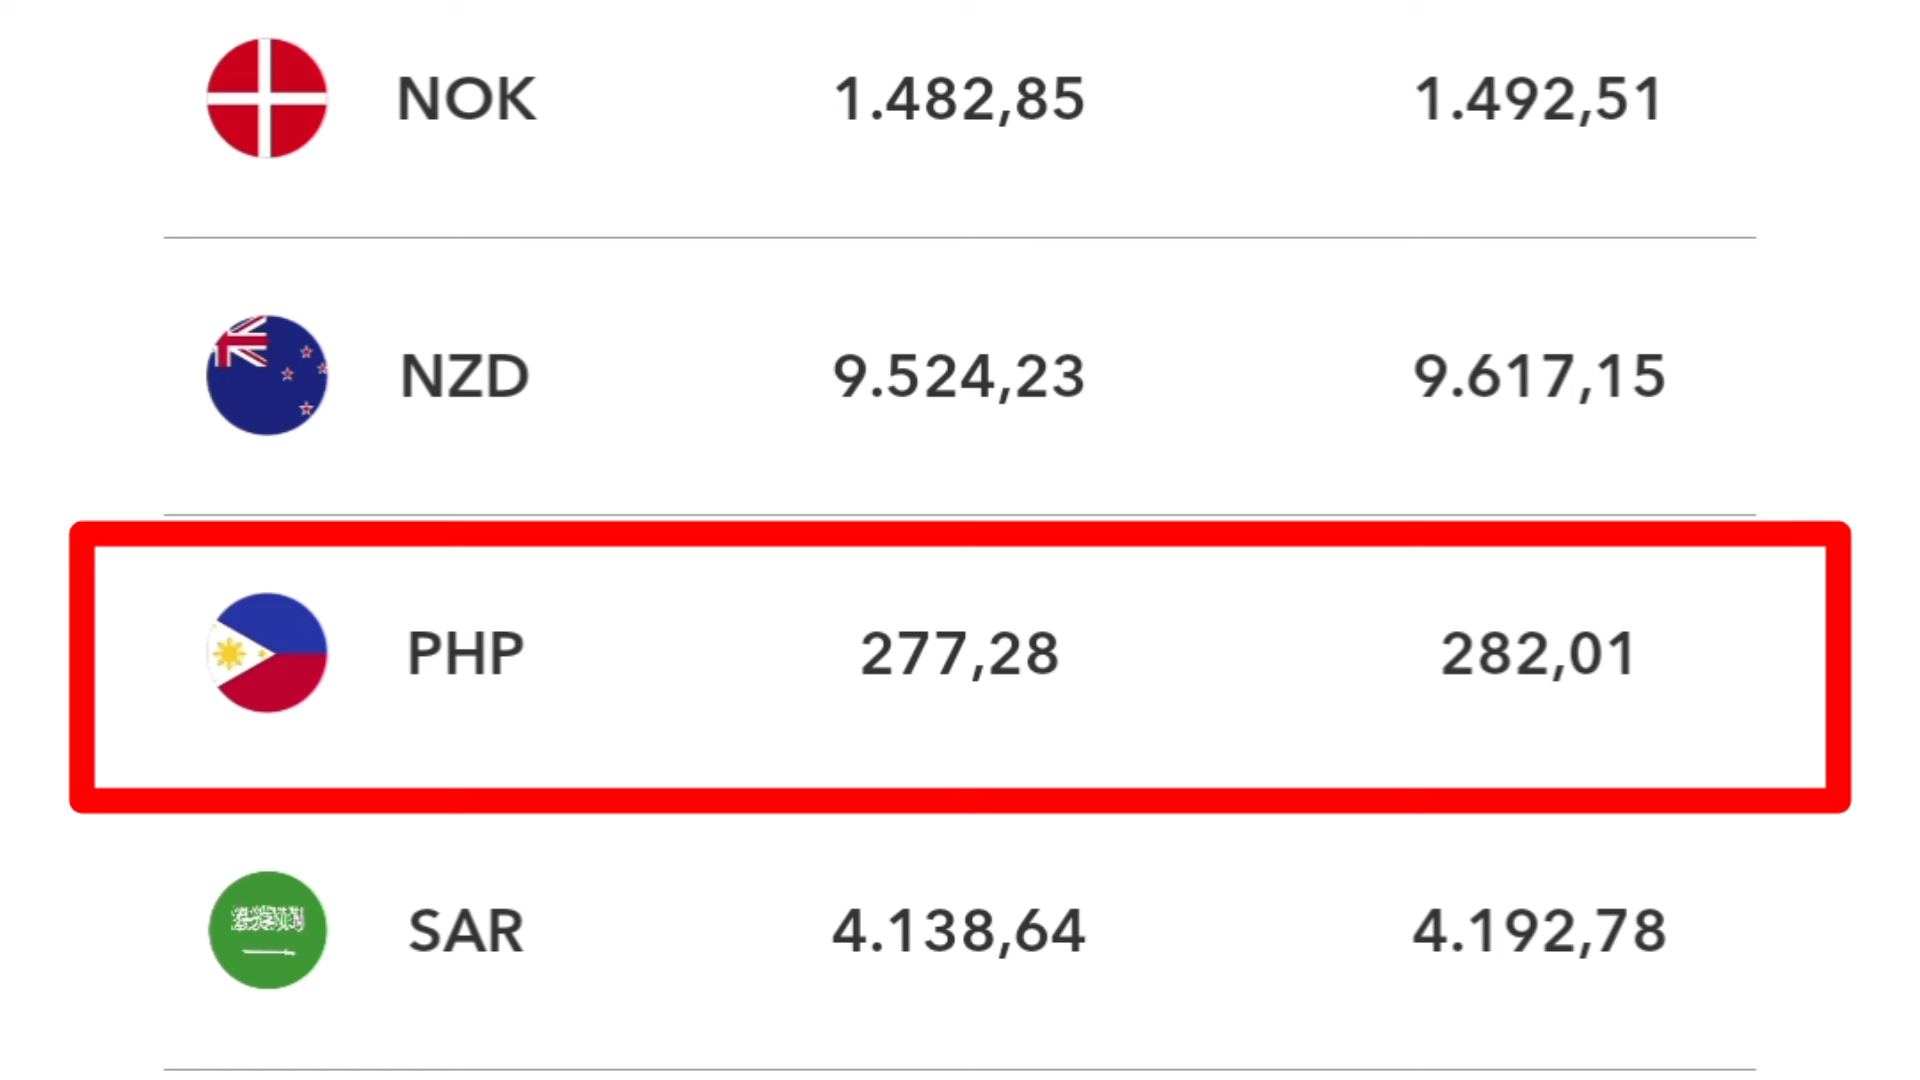 NOK 1.482,85 1.492,51
NZD 9.524,23 9.617,15
PHP 277,28 282,01
SAR 4.138,64 4.192,78